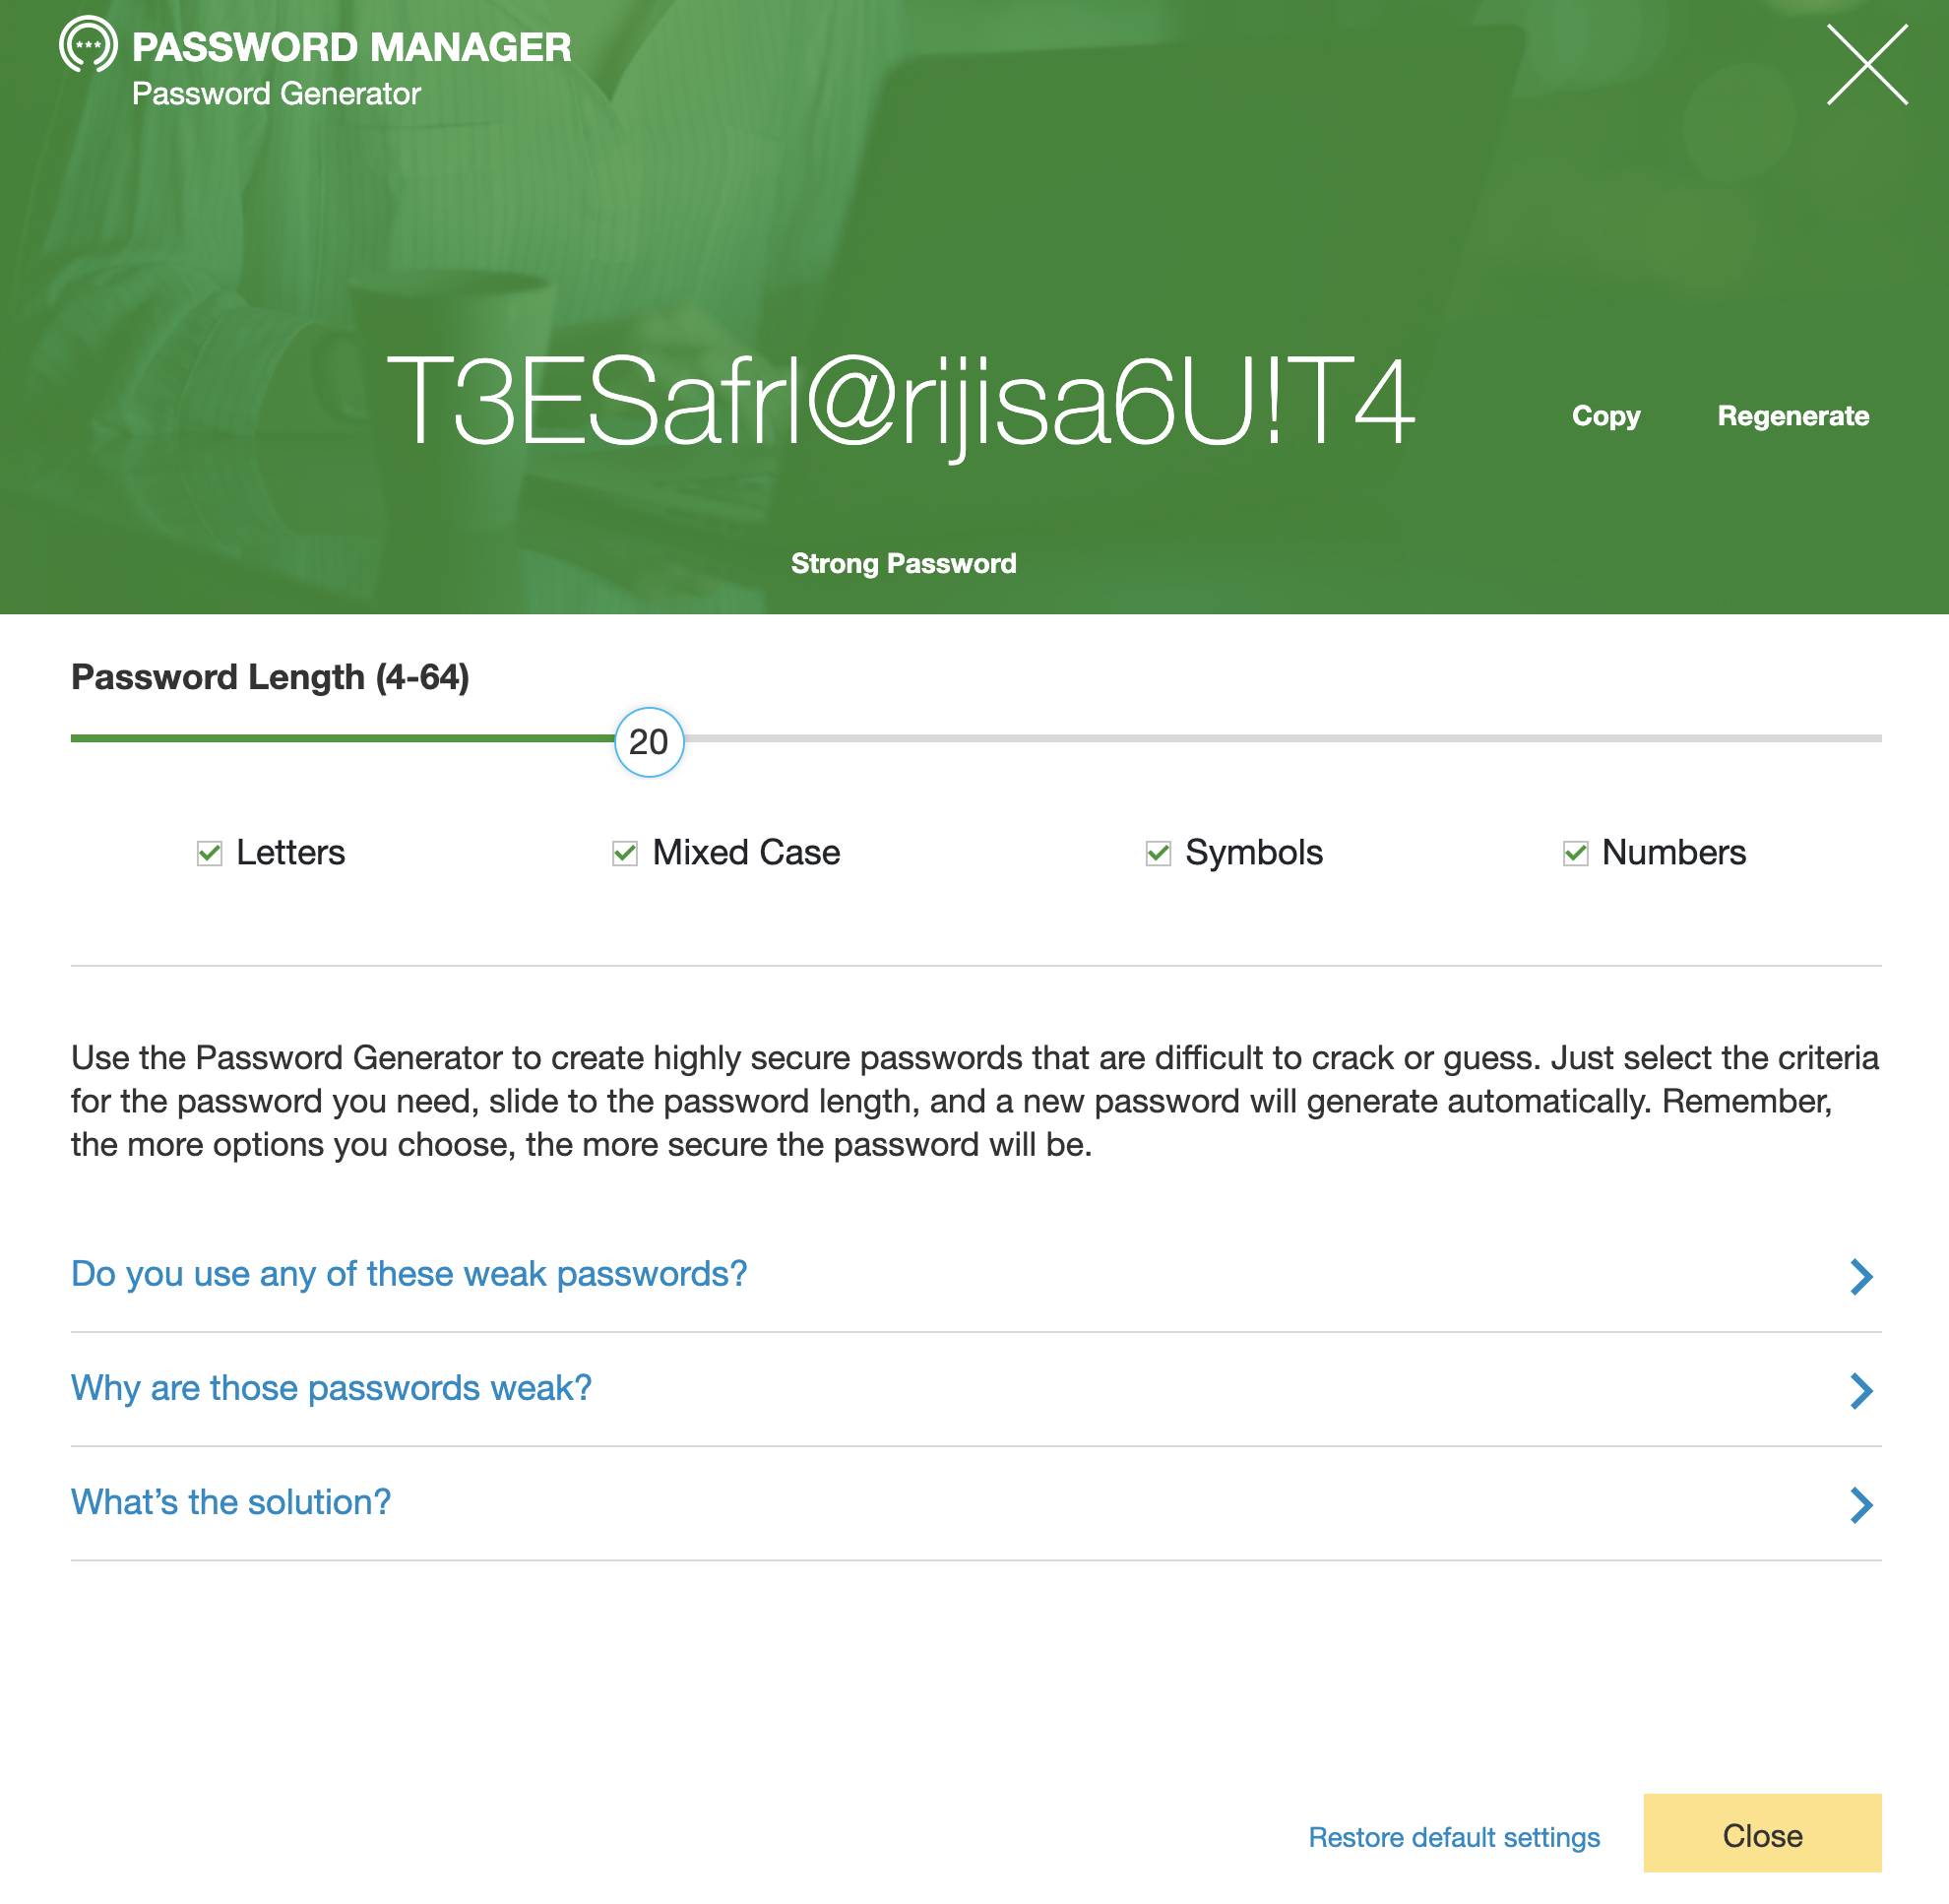 PASSWORD MANAGER
Password Generator
T3ESafrl@rijisa6U!T4
Copy
Regenerate
Strong Password
Password Length (4-64)
20
Letters
Mixed Case
Symbols
Numbers
Use the Password Generator to create highly secure passwords that are difficult to crack or guess. Just select the criteria
for the password you need, slide to the password length, and a new password will generate automatically. Remember,
the more options you choose, the more secure the password will be.
Do you use any of these weak passwords?
Why are those passwords weak?
What’s the solution?
Restore default settings
Close